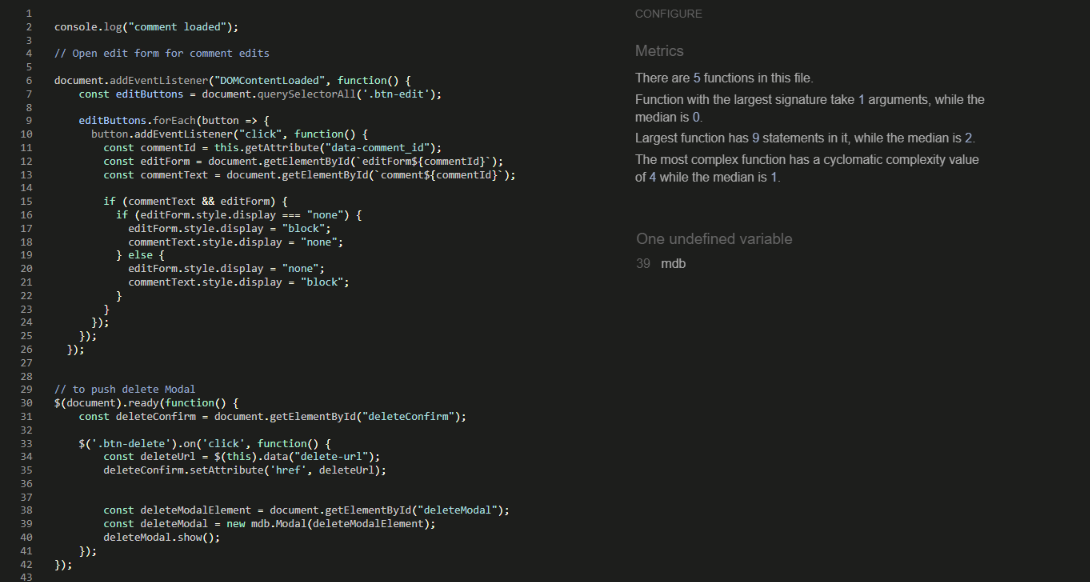 1
2 console.log("comment loaded");
3
4 // Open edit form for comment edits
5
6 document.addEventListener("DOMContentLoaded", function() {
7 const editButtons = document.querySelectorAll('.btn-edit');
8
9 editButtons.forEach(button => {
10 button.addEventListener("click", function() {
11 const commentId = this.getAttribute("data-comment_id");
12 const editForm = document.getElementById(`editForm${commentId}`);
13 const commentText = document.getElementById(`comment${commentId}`);
14
15 if (commentText && editForm) {
16 if (editForm.style.display === "none") {
17 editForm.style.display = "block";
18 commentText.style.display = "none";
19 } else {
20 editForm.style.display = "none";
21 commentText.style.display = "block";
22 }
23 }
24 });
25 });
26 });
27
28
29 // to push delete Modal
30 $(document).ready(function() {
31 const deleteConfirm = document.getElementById("deleteConfirm");
32
33 $('.btn-delete').on('click', function() {
34 const deleteUrl = $(this).data("delete-url");
35 deleteConfirm.setAttribute('href', deleteUrl);
36
37
38 const deleteModalElement = document.getElementById("deleteModal");
39 const deleteModal = new mdb.Modal(deleteModalElement);
40 deleteModal.show();
41 });
42 });
43
CONFIGURE
Metrics
There are 5 functions in this file.
Function with the largest signature take 1 arguments, while the
median is 0.
Largest function has 9 statements in it, while the median is 2.
The most complex function has a cyclomatic complexity value
of 4 while the median is 1.
One undefined variable
39 mdb